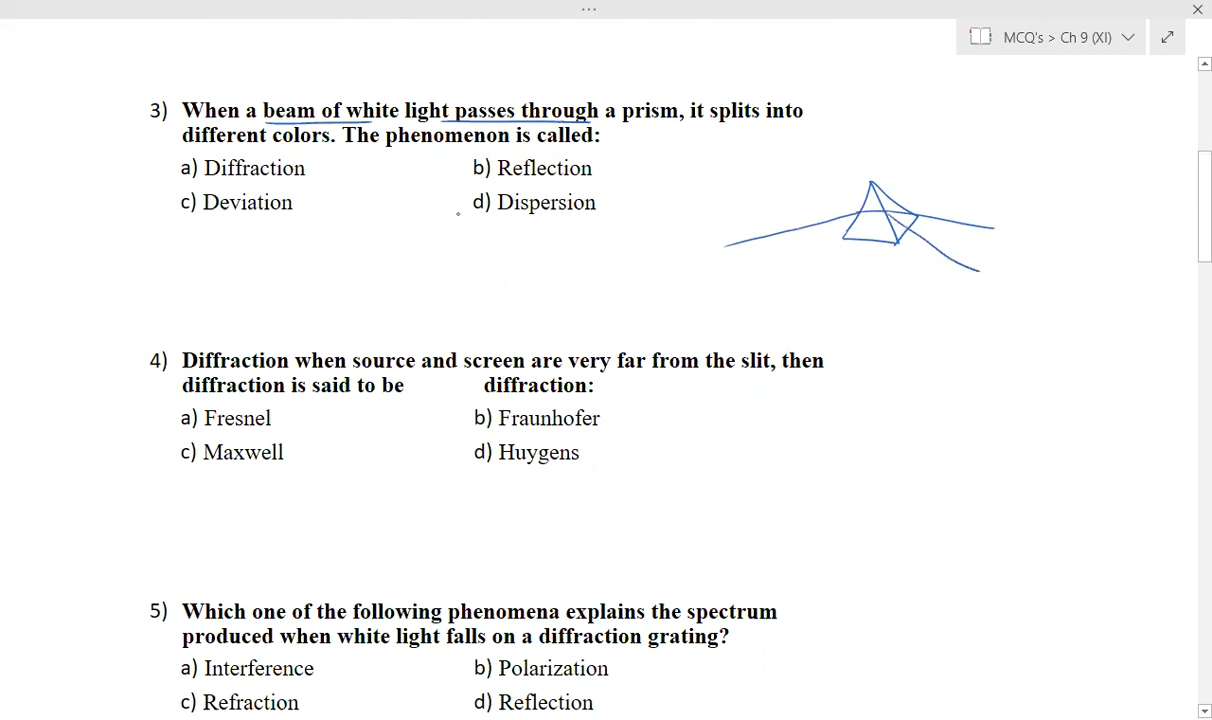 MCQ's > Ch 9 (XI)
3) When a beam of white light passes through a prism, it splits into
different colors. The phenomenon is called:
a) Diffraction b) Reflection
c) Deviation d) Dispersion
4) Diffraction when source and screen are very far from the slit, then
diffraction is said to be diffraction:
a) Fresnel b) Fraunhofer
c) Maxwell d) Huygens
5) Which one of the following phenomena explains the spectrum
produced when white light falls on a diffraction grating?
a) Interference b) Polarization
c) Refraction d) Reflection